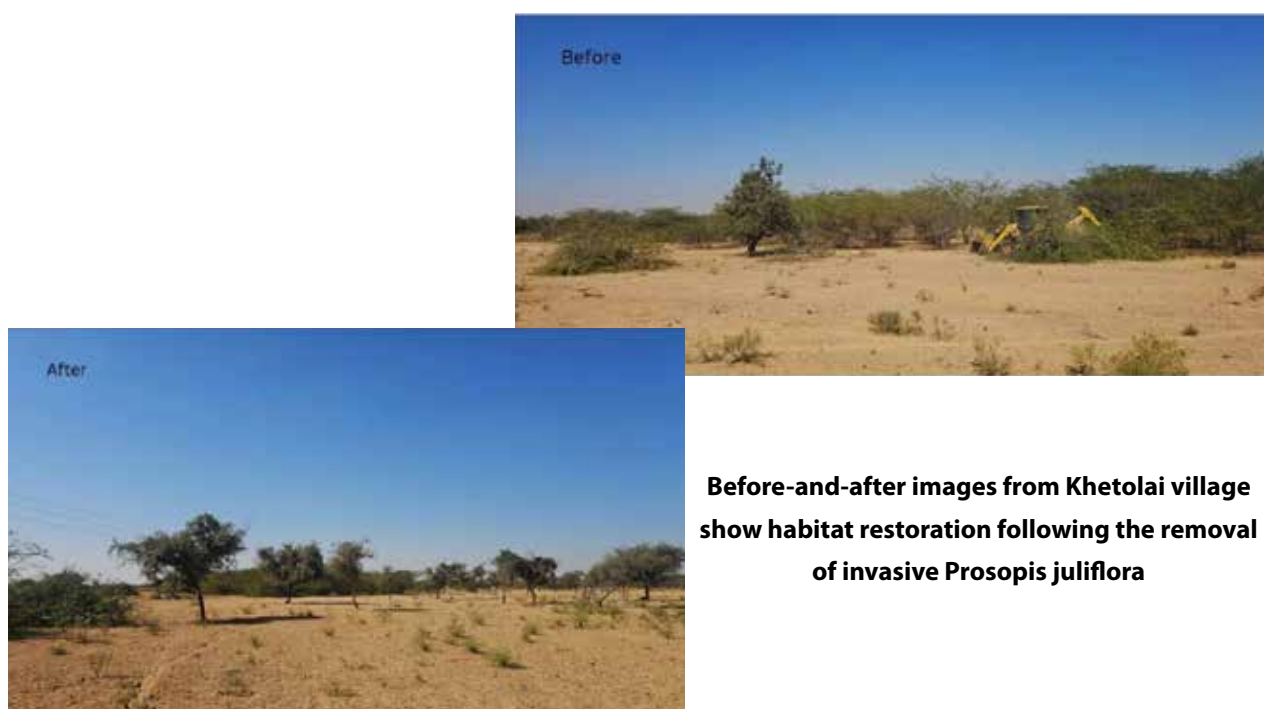 Before
After
Before-and-after images from Khetolai village
show habitat restoration following the removal
of invasive Prosopis juliflora